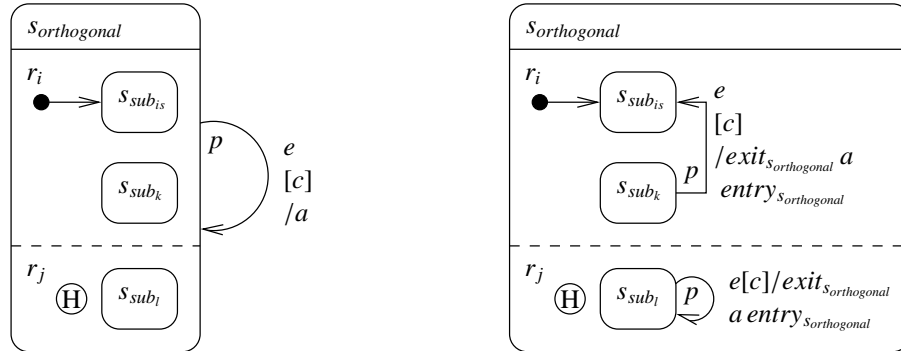 s_orthogonal
r_i
s_sub_is
p
e
[c]
/a
s_sub_k
r_j
H
s_sub_l
s_orthogonal
r_i
s_sub_is
e
[c]
/exit_s_orthogonal a
p
entry_s_orthogonal
s_sub_k
r_j
H
s_sub_l
p
e[c]/exit_s_orthogonal
a entry_s_orthogonal